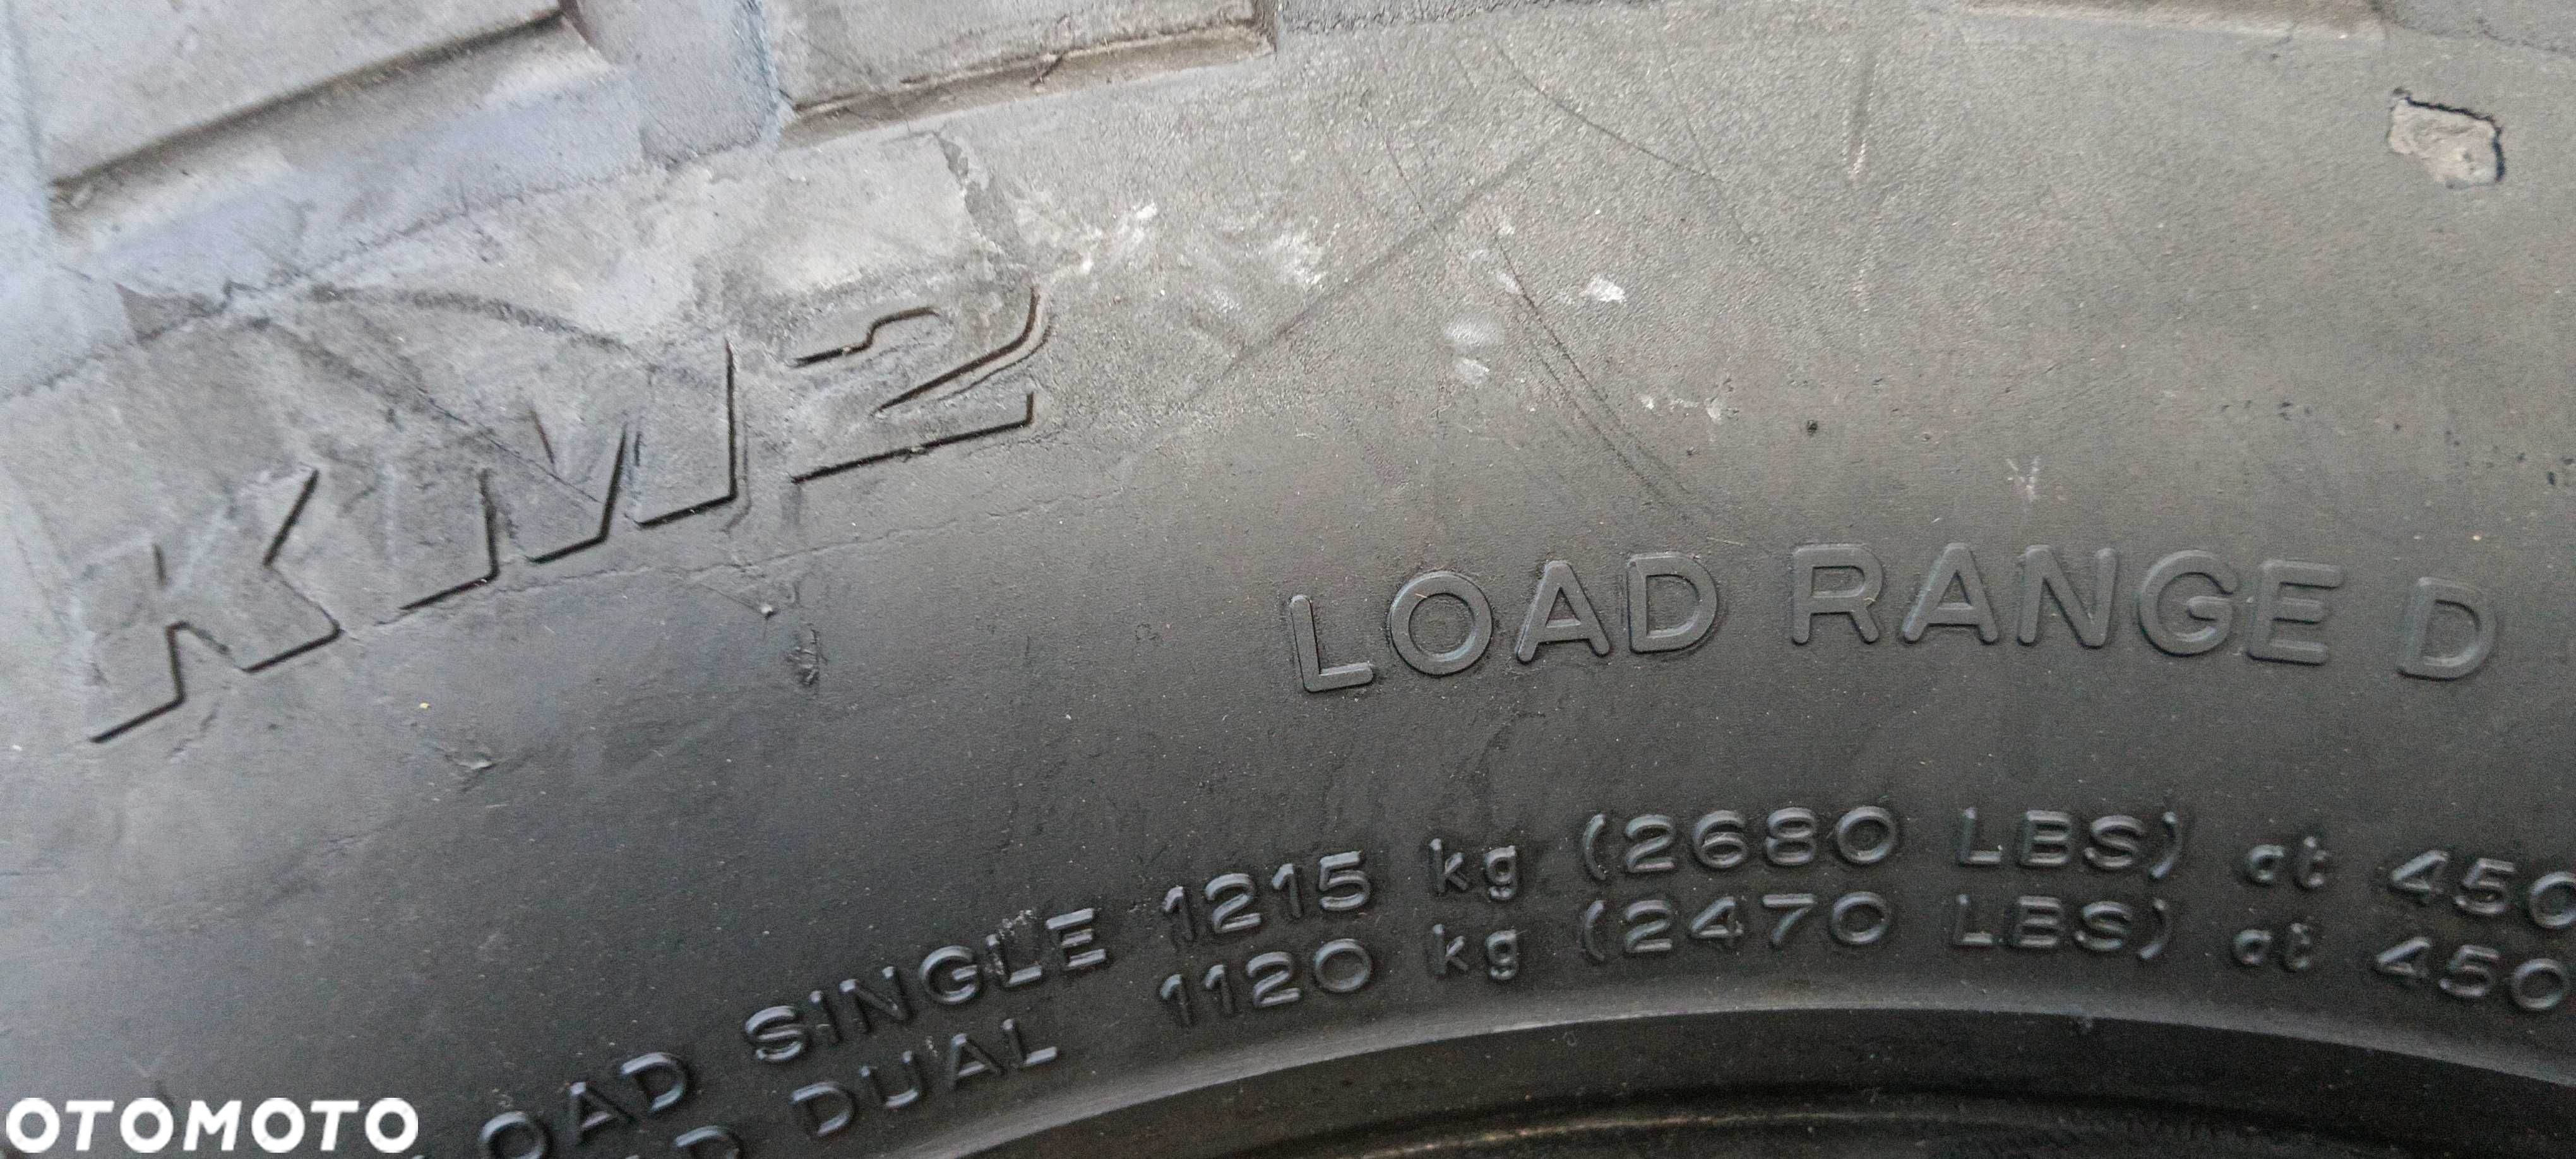 KM2
LOAD RANGE D
LOAD SINGLE 1215 kg (2680 LBS) at 450
DUAL 1120 kg (2470 LBS) at 450
OTOMOTO